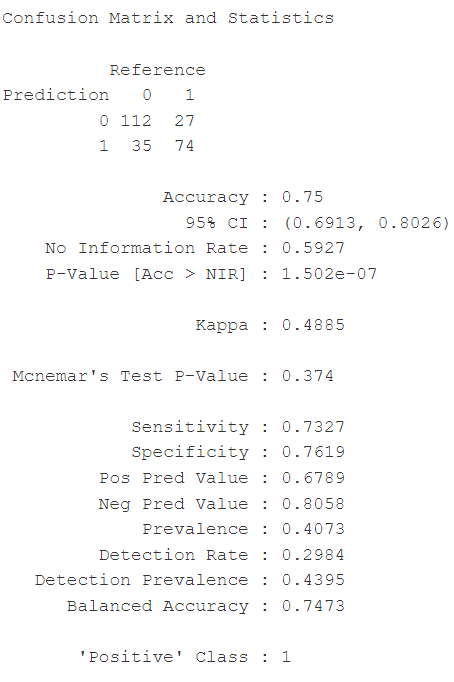 Confusion Matrix and Statistics
Reference
Prediction 0 1
0 112 27
1 35 74
Accuracy : 0.75
95% CI : (0.6913, 0.8026)
No Information Rate : 0.5927
P-Value [Acc > NIR] : 1.502e-07
Kappa : 0.4885
Mcnemar's Test P-Value : 0.374
Sensitivity : 0.7327
Specificity : 0.7619
Pos Pred Value : 0.6789
Neg Pred Value : 0.8058
Prevalence : 0.4073
Detection Rate : 0.2984
Detection Prevalence : 0.4395
Balanced Accuracy : 0.7473
'Positive' Class : 1